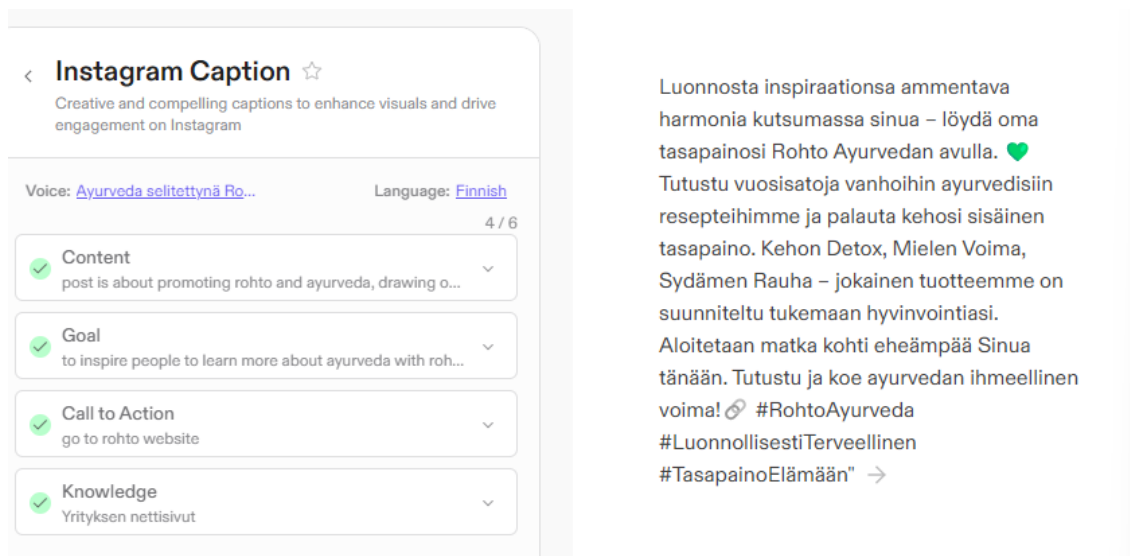 Instagram Caption
Creative and compelling captions to enhance visuals and drive
engagement on Instagram
Voice: Ayurveda selitettynä Ro...
Language: Finnish
4 / 6
Content
post is about promoting rohto and ayurveda, drawing o...
Goal
to inspire people to learn more about ayurveda with roh...
Call to Action
go to rohto website
Knowledge
Yrityksen nettisivut
Luonnosta inspiraationsa ammentava
harmonia kutsumassa sinua – löydä oma
tasapainosi Rohto Ayurvedan avulla. 💚
Tutustu vuosisatoja vanhoihin ayurvedisiin
resepteihimme ja palauta kehosi sisäinen
tasapaino. Kehon Detox, Mielen Voima,
Sydämen Rauha – jokainen tuotteemme on
suunniteltu tukemaan hyvinvointiasi.
Aloitetaan matka kohti eheämpää Sinua
tänään. Tutustu ja koe ayurvedan ihmeellinen
voima!🔗 #RohtoAyurveda
#LuonnollisestiTerveellinen
#TasapainoElämään" →